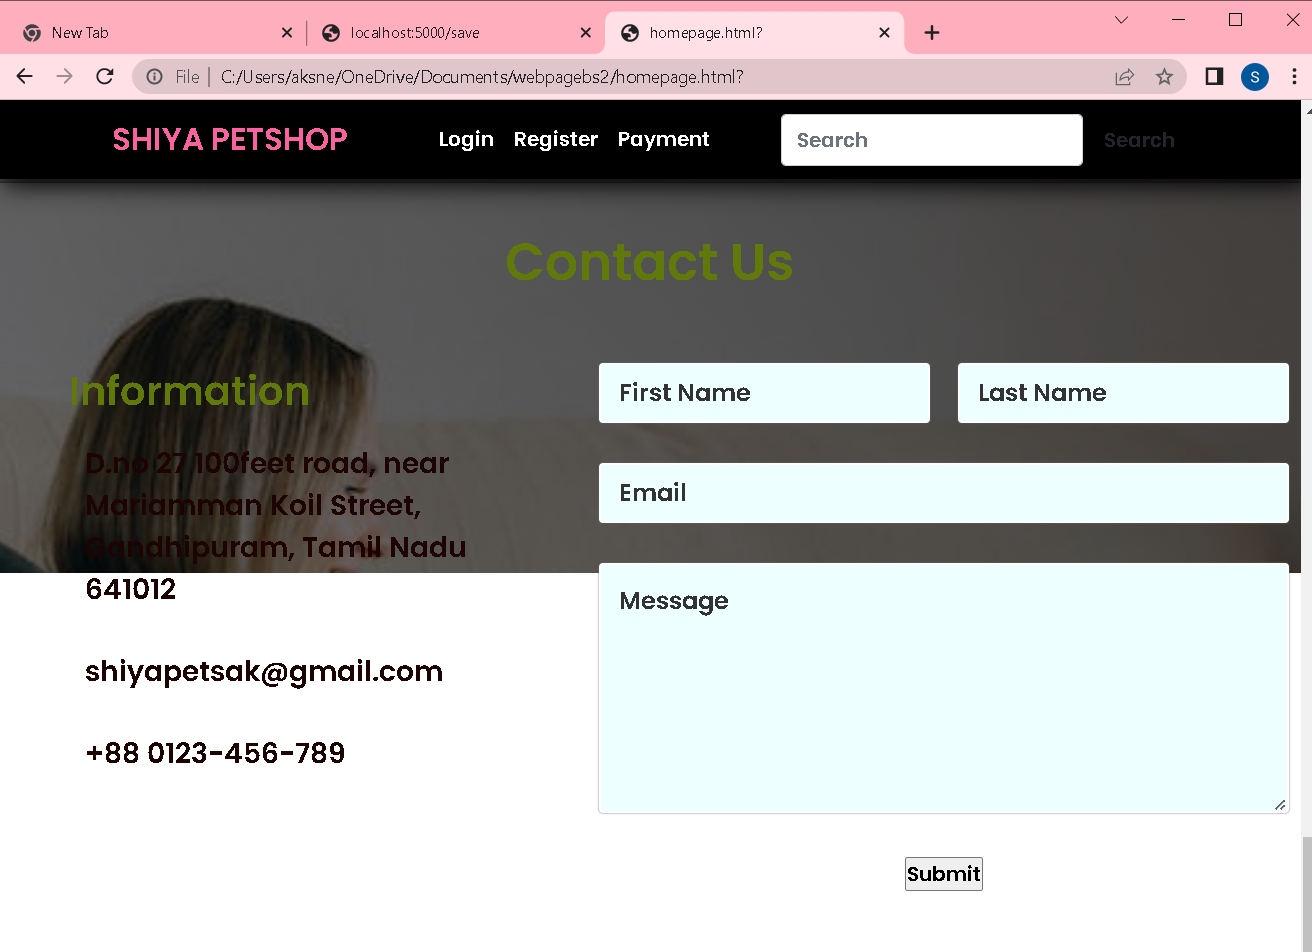 New Tab
localhost:5000/save
homepage.html?
File | C:/Users/aksne/OneDrive/Documents/webpagebs2/homepage.html?
S
SHIYA PETSHOP
Login Register Payment
Search
Search
Contact Us
Information
First Name
Last Name
D.no 27 100feet road, near
Mariamman Koil Street,
Gandhipuram, Tamil Nadu
641012
Email
Message
shiyapetsak@gmail.com
+88 0123-456-789
Submit